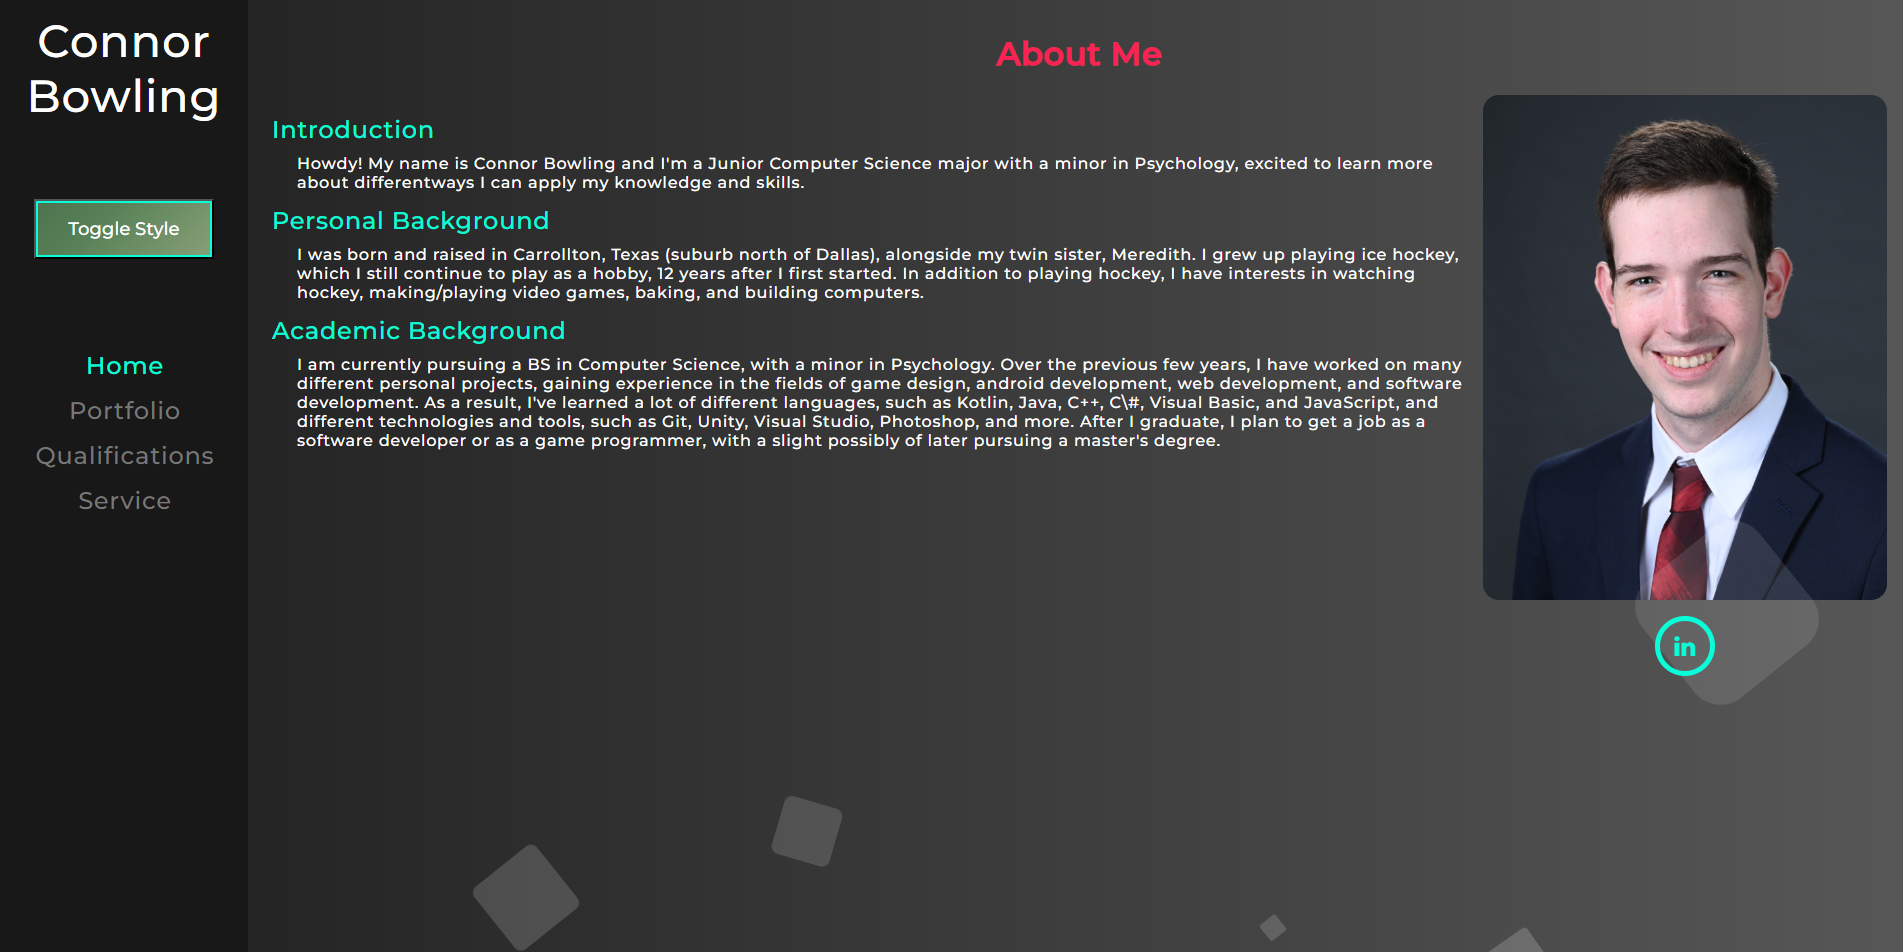 Connor
Bowling
Toggle Style
Home
Portfolio
Qualifications
Service
About Me
Introduction
Howdy! My name is Connor Bowling and I'm a Junior Computer Science major with a minor in Psychology, excited to learn more
about differentways I can apply my knowledge and skills.
Personal Background
I was born and raised in Carrollton, Texas (suburb north of Dallas), alongside my twin sister, Meredith. I grew up playing ice hockey,
which I still continue to play as a hobby, 12 years after I first started. In addition to playing hockey, I have interests in watching
hockey, making/playing video games, baking, and building computers.
Academic Background
I am currently pursuing a BS in Computer Science, with a minor in Psychology. Over the previous few years, I have worked on many
different personal projects, gaining experience in the fields of game design, android development, web development, and software
development. As a result, I've learned a lot of different languages, such as Kotlin, Java, C++, C\#, Visual Basic, and JavaScript, and
different technologies and tools, such as Git, Unity, Visual Studio, Photoshop, and more. After I graduate, I plan to get a job as a
software developer or as a game programmer, with a slight possibly of later pursuing a master's degree.
in